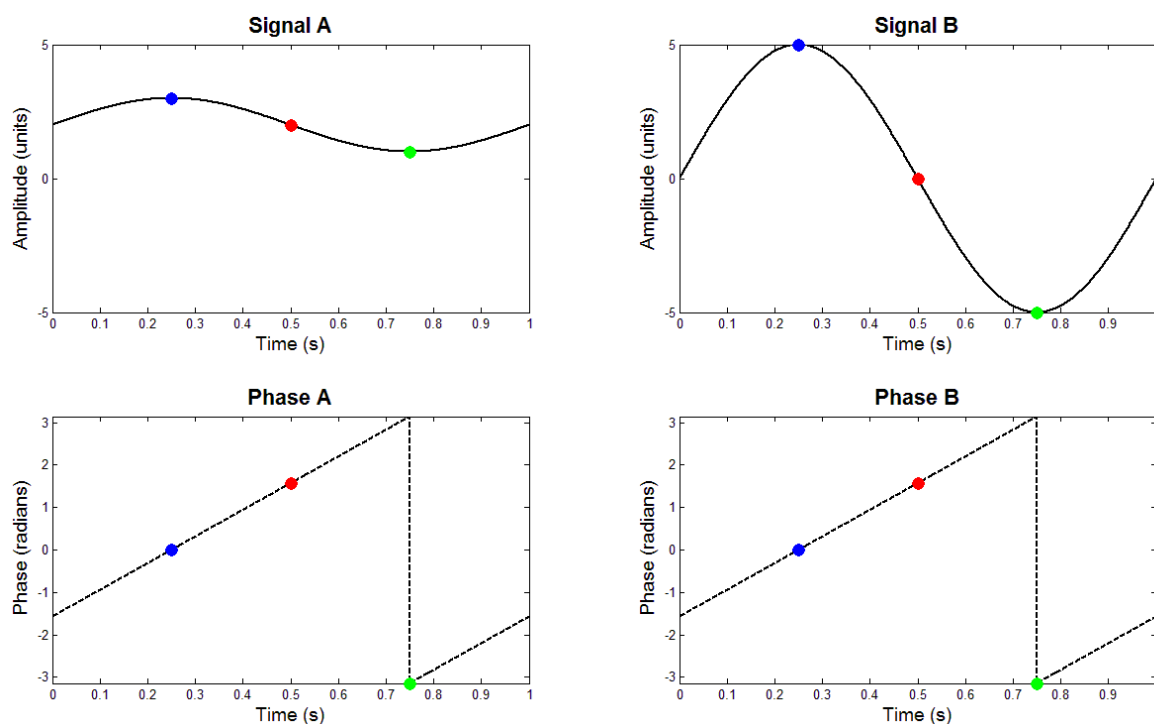 Signal A
Amplitude (units)
5
0
-5
0 0.1 0.2 0.3 0.4 0.5 0.6 0.7 0.8 0.9 1
Time (s)
Signal B
Amplitude (units)
5
0
-5
0 0.1 0.2 0.3 0.4 0.5 0.6 0.7 0.8 0.9
Time (s)
Phase A
Phase (radians)
3
2
1
0
-1
-2
-3
0 0.1 0.2 0.3 0.4 0.5 0.6 0.7 0.8 0.9 1
Time (s)
Phase B
Phase (radians)
3
2
1
0
-1
-2
-3
0 0.1 0.2 0.3 0.4 0.5 0.6 0.7 0.8 0.9
Time (s)